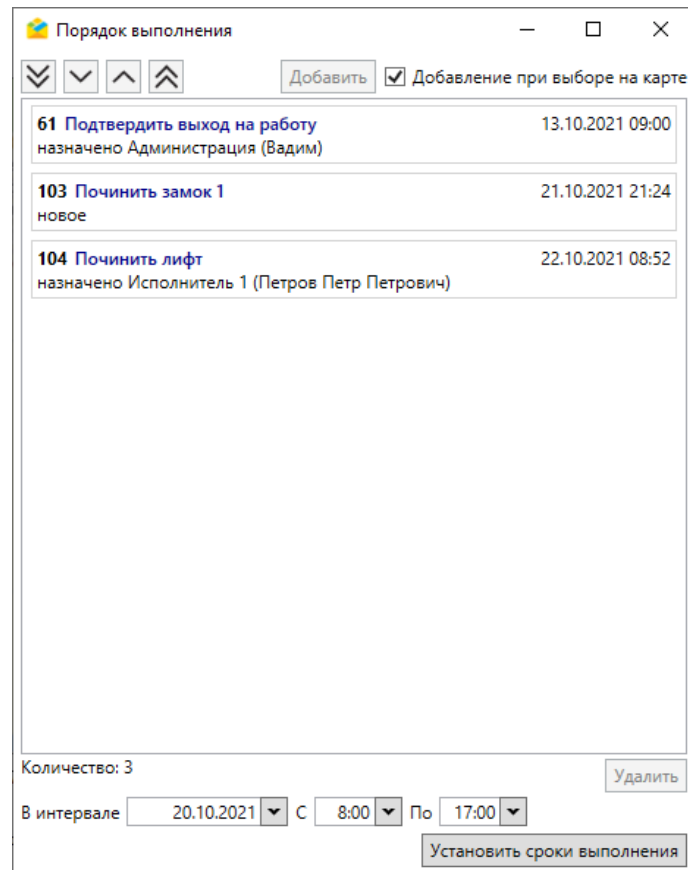 Порядок выполнения
Добавить Добавление при выборе на карте
61 Подтвердить выход на работу 13.10.2021 09:00
назначено Администрация (Вадим)
103 Починить замок 1 21.10.2021 21:24
новое
104 Починить лифт 22.10.2021 08:52
назначено Исполнитель 1 (Петров Петр Петрович)
Количество: 3
Удалить
В интервале 20.10.2021 С 8:00 По 17:00
Установить сроки выполнения